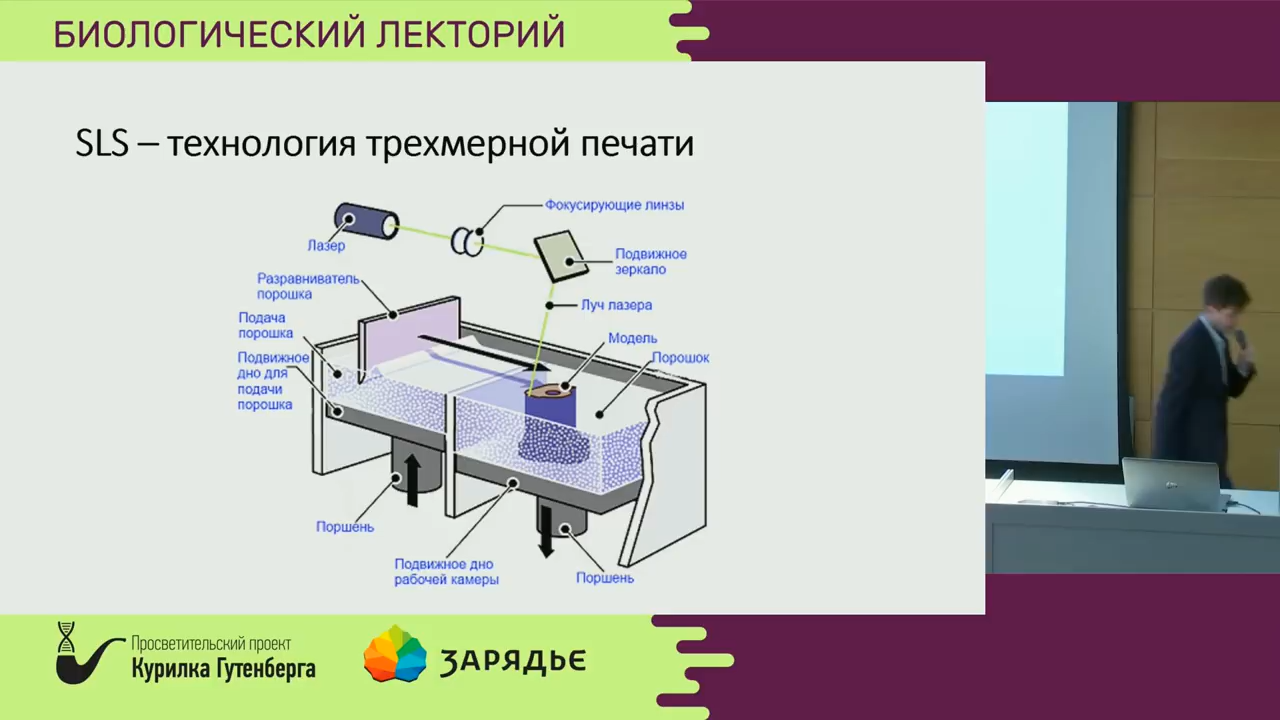 БИОЛОГИЧЕСКИЙ ЛЕКТОРИЙ
SLS – технология трехмерной печати
Фокусирующие линзы
Лазер
Подвижное
зеркало
Разравниватель
порошка
Луч лазера
Подача
порошка
Модель
Порошок
Подвижное
дно для
подачи
порошка
Поршень
Подвижное дно
рабочей камеры
Поршень
Просветительский проект
Курилка Гутенберга
ЗАРЯДЬЕ